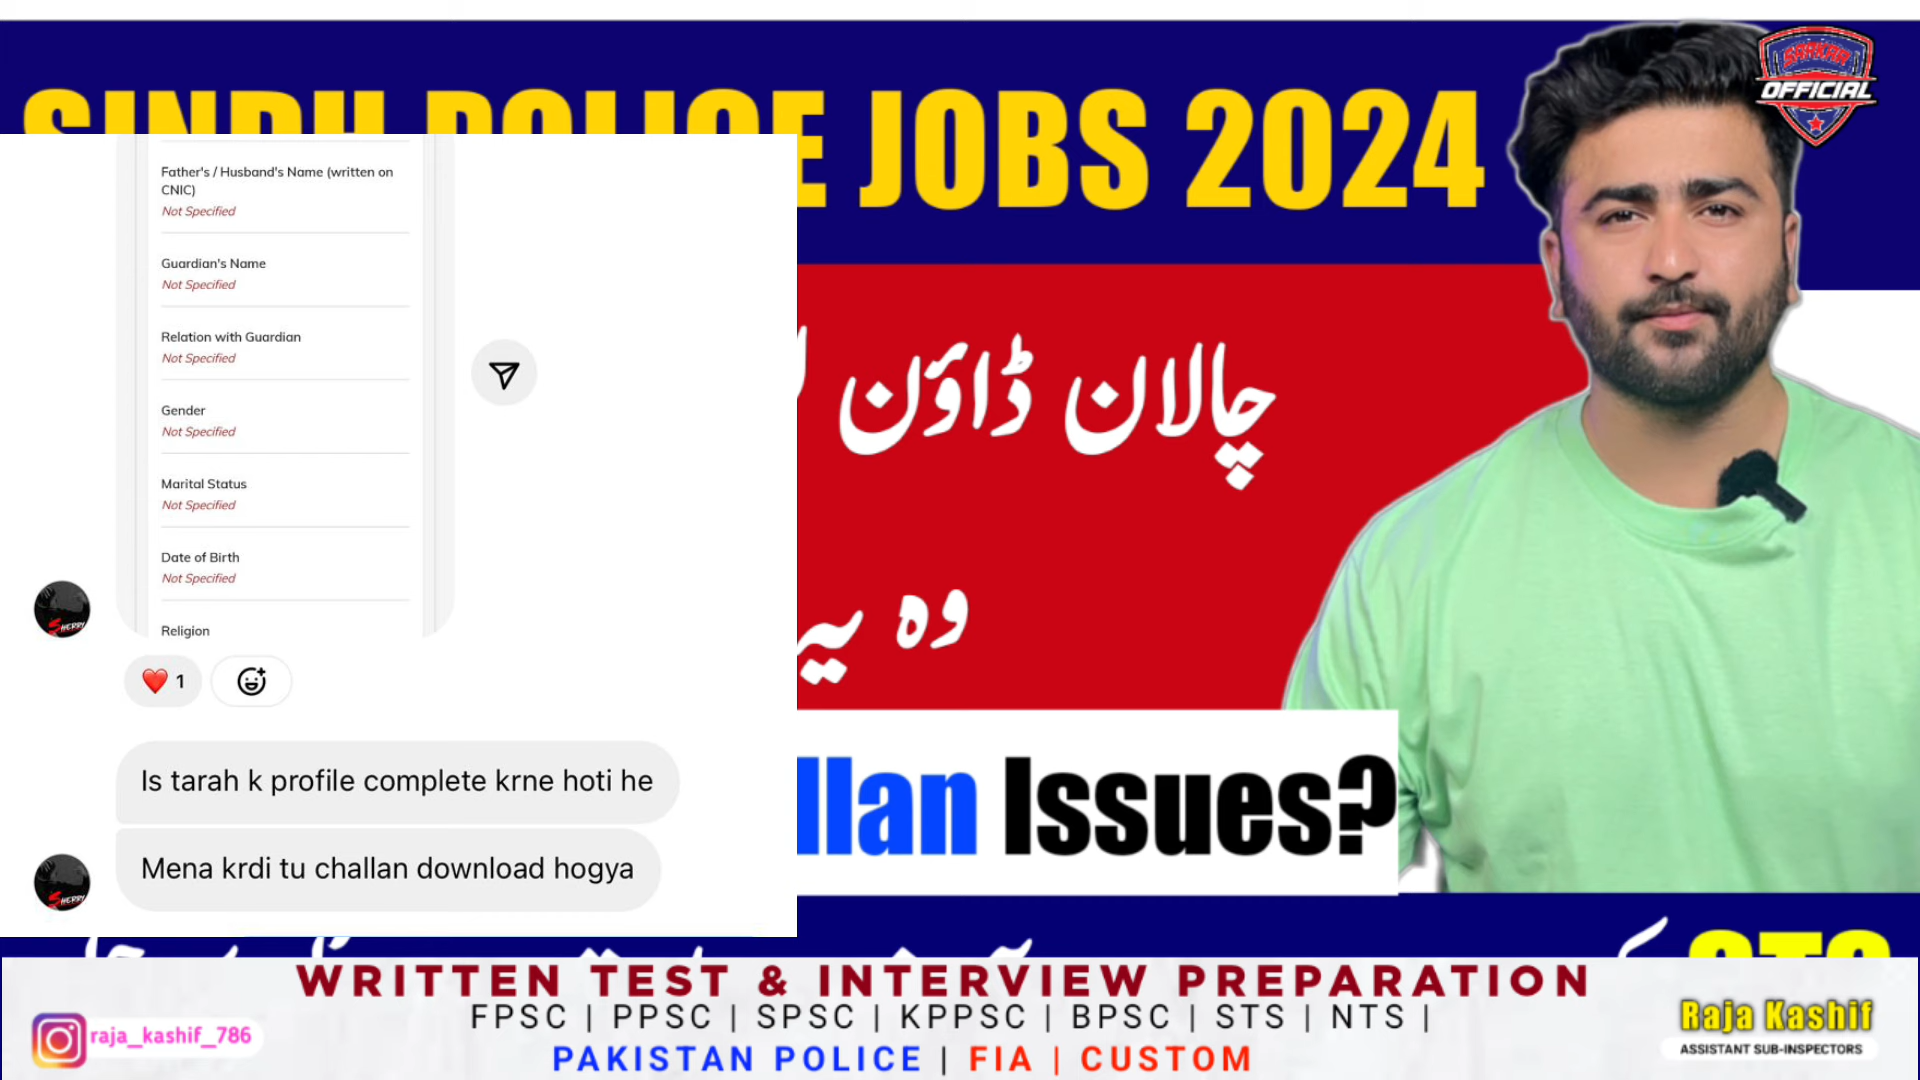 JOBS 2024
OFFICIAL
Father's / Husband's Name (written on
CNIC)
Not Specified
Guardian's Name
Not Specified
Relation with Guardian
Not Specified
Gender
Not Specified
Marital Status
Not Specified
Date of Birth
Not Specified
Religion
چالان ڈاؤن
وہ یہ
SHERRY
❤️ 1
Is tarah k profile complete krne hoti he
Mena krdi tu challan download hogya
SHERRY
llan Issues?
WRITTEN TEST & INTERVIEW PREPARATION
FPSC | PPSC | SPSC | KPPSC | BPSC | STS | NTS |
PAKISTAN POLICE | FIA | CUSTOM
raja_kashif_786
Raja Kashif
ASSISTANT SUB-INSPECTORS